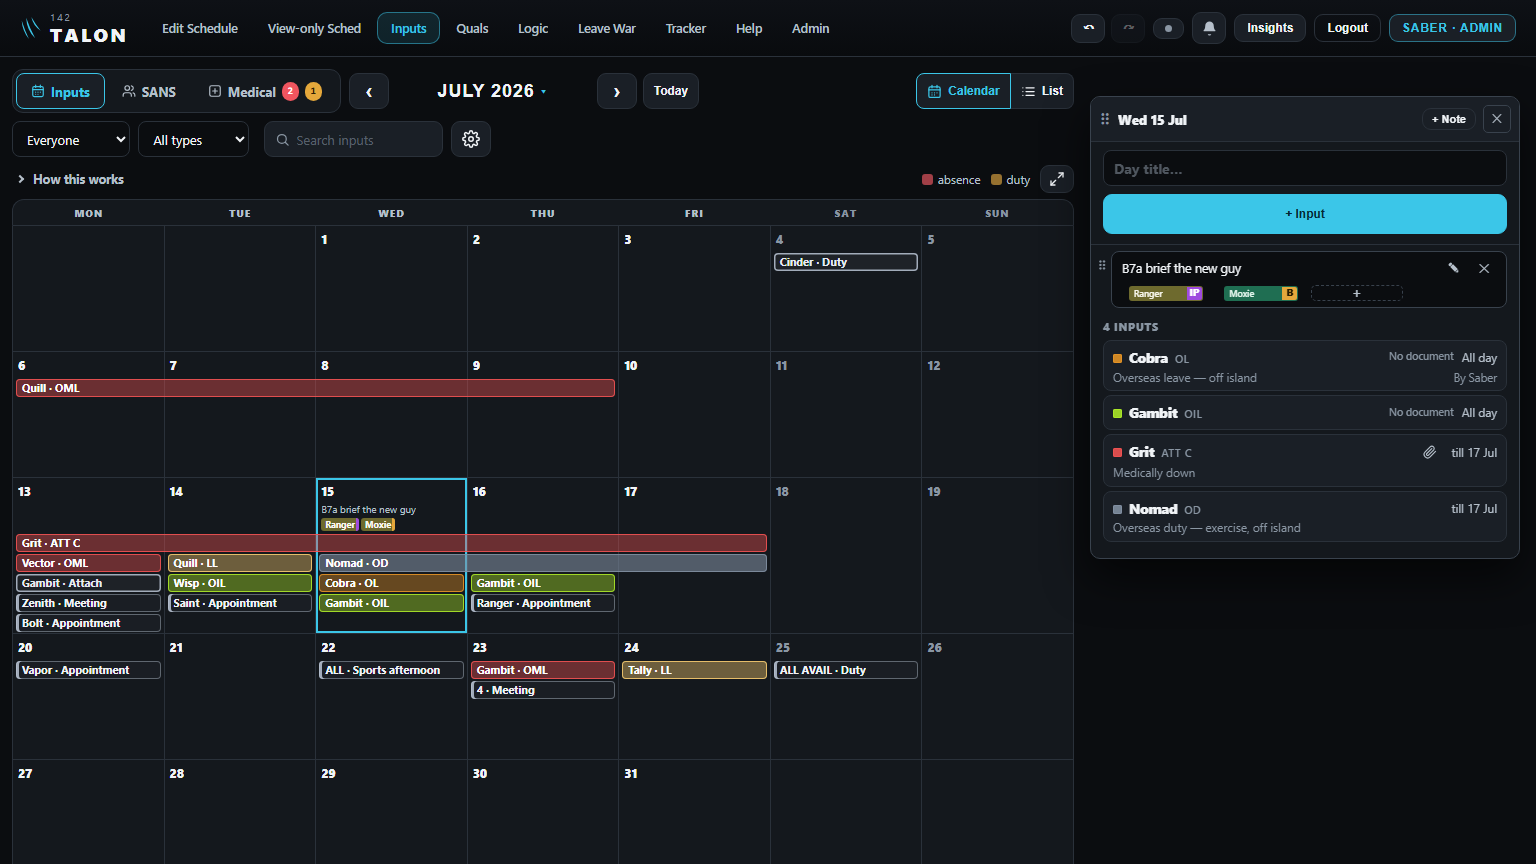 142
TALON
Edit Schedule
View-only Sched
Inputs
Quals
Logic
Leave War
Tracker
Help
Admin
Insights
Logout
SABER · ADMIN
Inputs
SANS
Medical 2 1
JULY 2026
Today
Calendar
List
Everyone
All types
Search inputs
How this works
absence
duty
MON TUE WED THU FRI SAT SUN
1 2 3 4 5
Cinder · Duty
6 7 8 9 10 11 12
Quill · OML
13 14 15 16 17 18 19
B7a brief the new guy
Ranger Moxie
Grit · ATT C
Vector · OML
Quill · LL
Nomad · OD
Gambit · Attach
Wisp · OIL
Cobra · OL
Gambit · OIL
Zenith · Meeting
Saint · Appointment
Gambit · OIL
Ranger · Appointment
Bolt · Appointment
20 21 22 23 24 25 26
Vapor · Appointment
ALL · Sports afternoon
Gambit · OML
Tally · LL
ALL AVAIL · Duty
4 · Meeting
27 28 29 30 31
Wed 15 Jul
+ Note
Day title...
+ Input
B7a brief the new guy
Ranger IP
Moxie B
+
4 INPUTS
Cobra OL No document All day
Overseas leave — off island By Saber
Gambit OIL No document All day
Grit ATT C till 17 Jul
Medically down
Nomad OD till 17 Jul
Overseas duty — exercise, off island